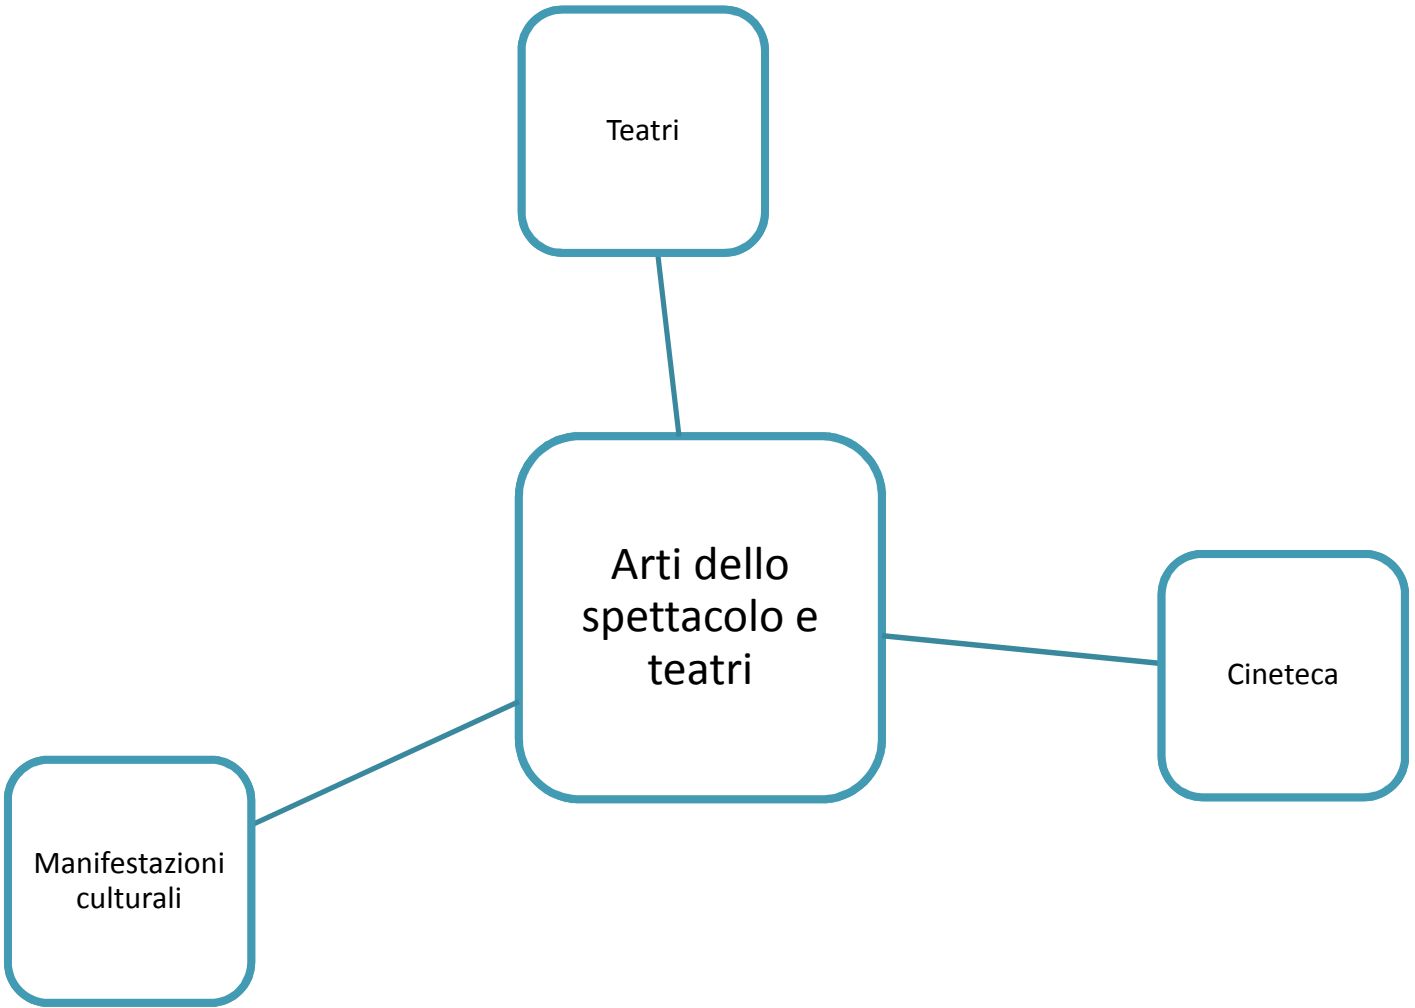 Teatri
Arti dello
spettacolo e
teatri
Cineteca
Manifestazioni
culturali